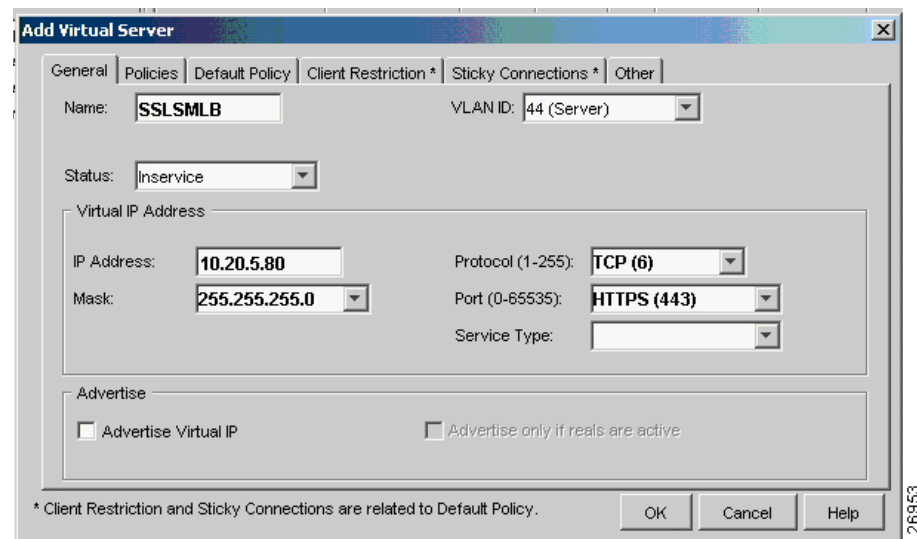 Add Virtual Server
General Policies Default Policy Client Restriction * Sticky Connections * Other
Name: SSLSMLB VLAN ID: 44 (Server)
Status: Inservice
Virtual IP Address
IP Address: 10.20.5.80 Protocol (1-255): TCP (6)
Mask: 255.255.255.0 Port (0-65535): HTTPS (443)
Service Type:
Advertise
Advertise Virtual IP Advertise only if reals are active
* Client Restriction and Sticky Connections are related to Default Policy. OK Cancel Help
26953